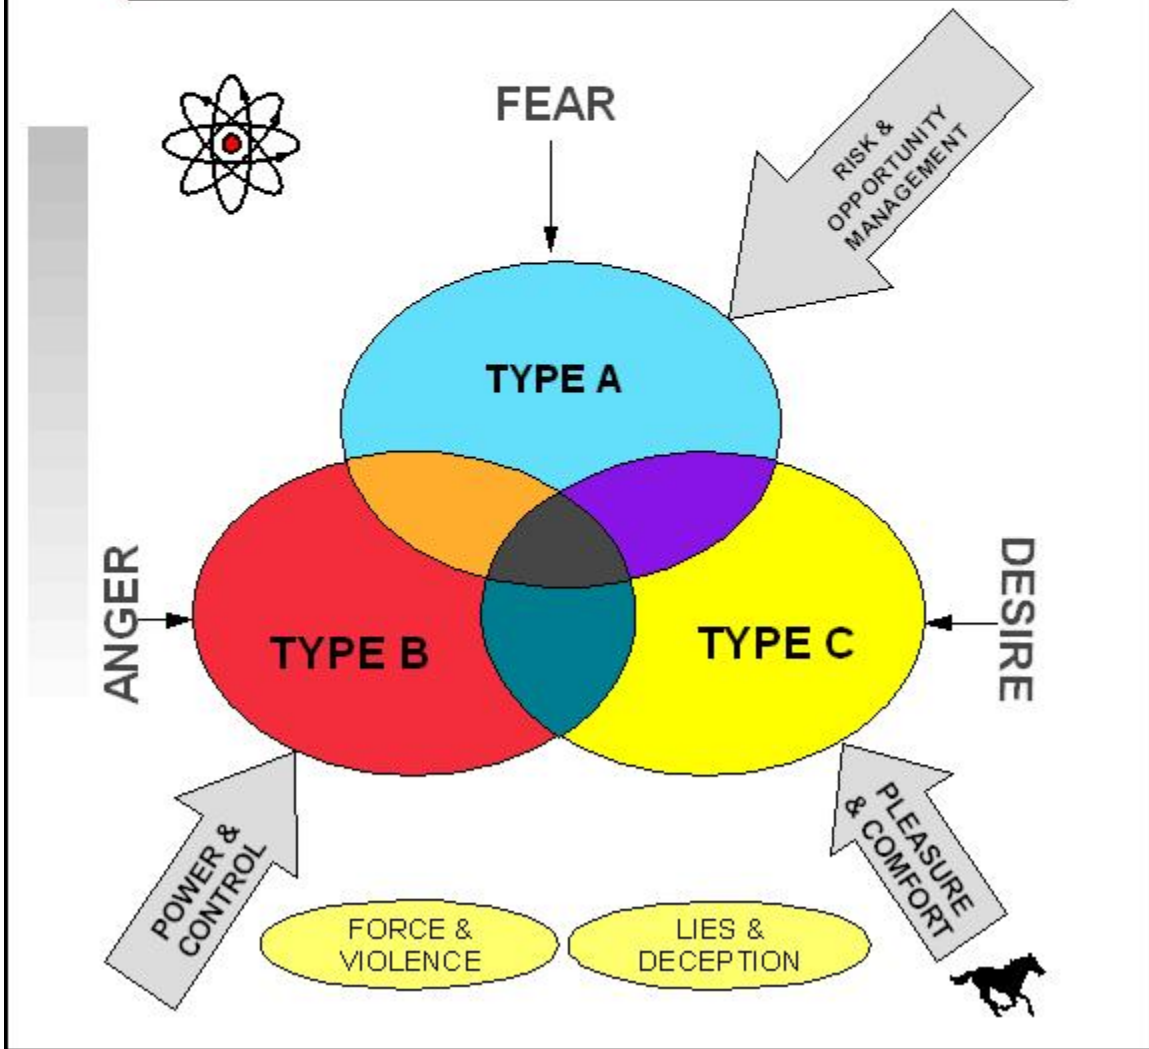 FEAR
RISK &
OPPORTUNITY
MANAGEMENT
TYPE A
ANGER
DESIRE
TYPE B
TYPE C
POWER &
CONTROL
PLEASURE
& COMFORT
FORCE &
VIOLENCE
LIES &
DECEPTION